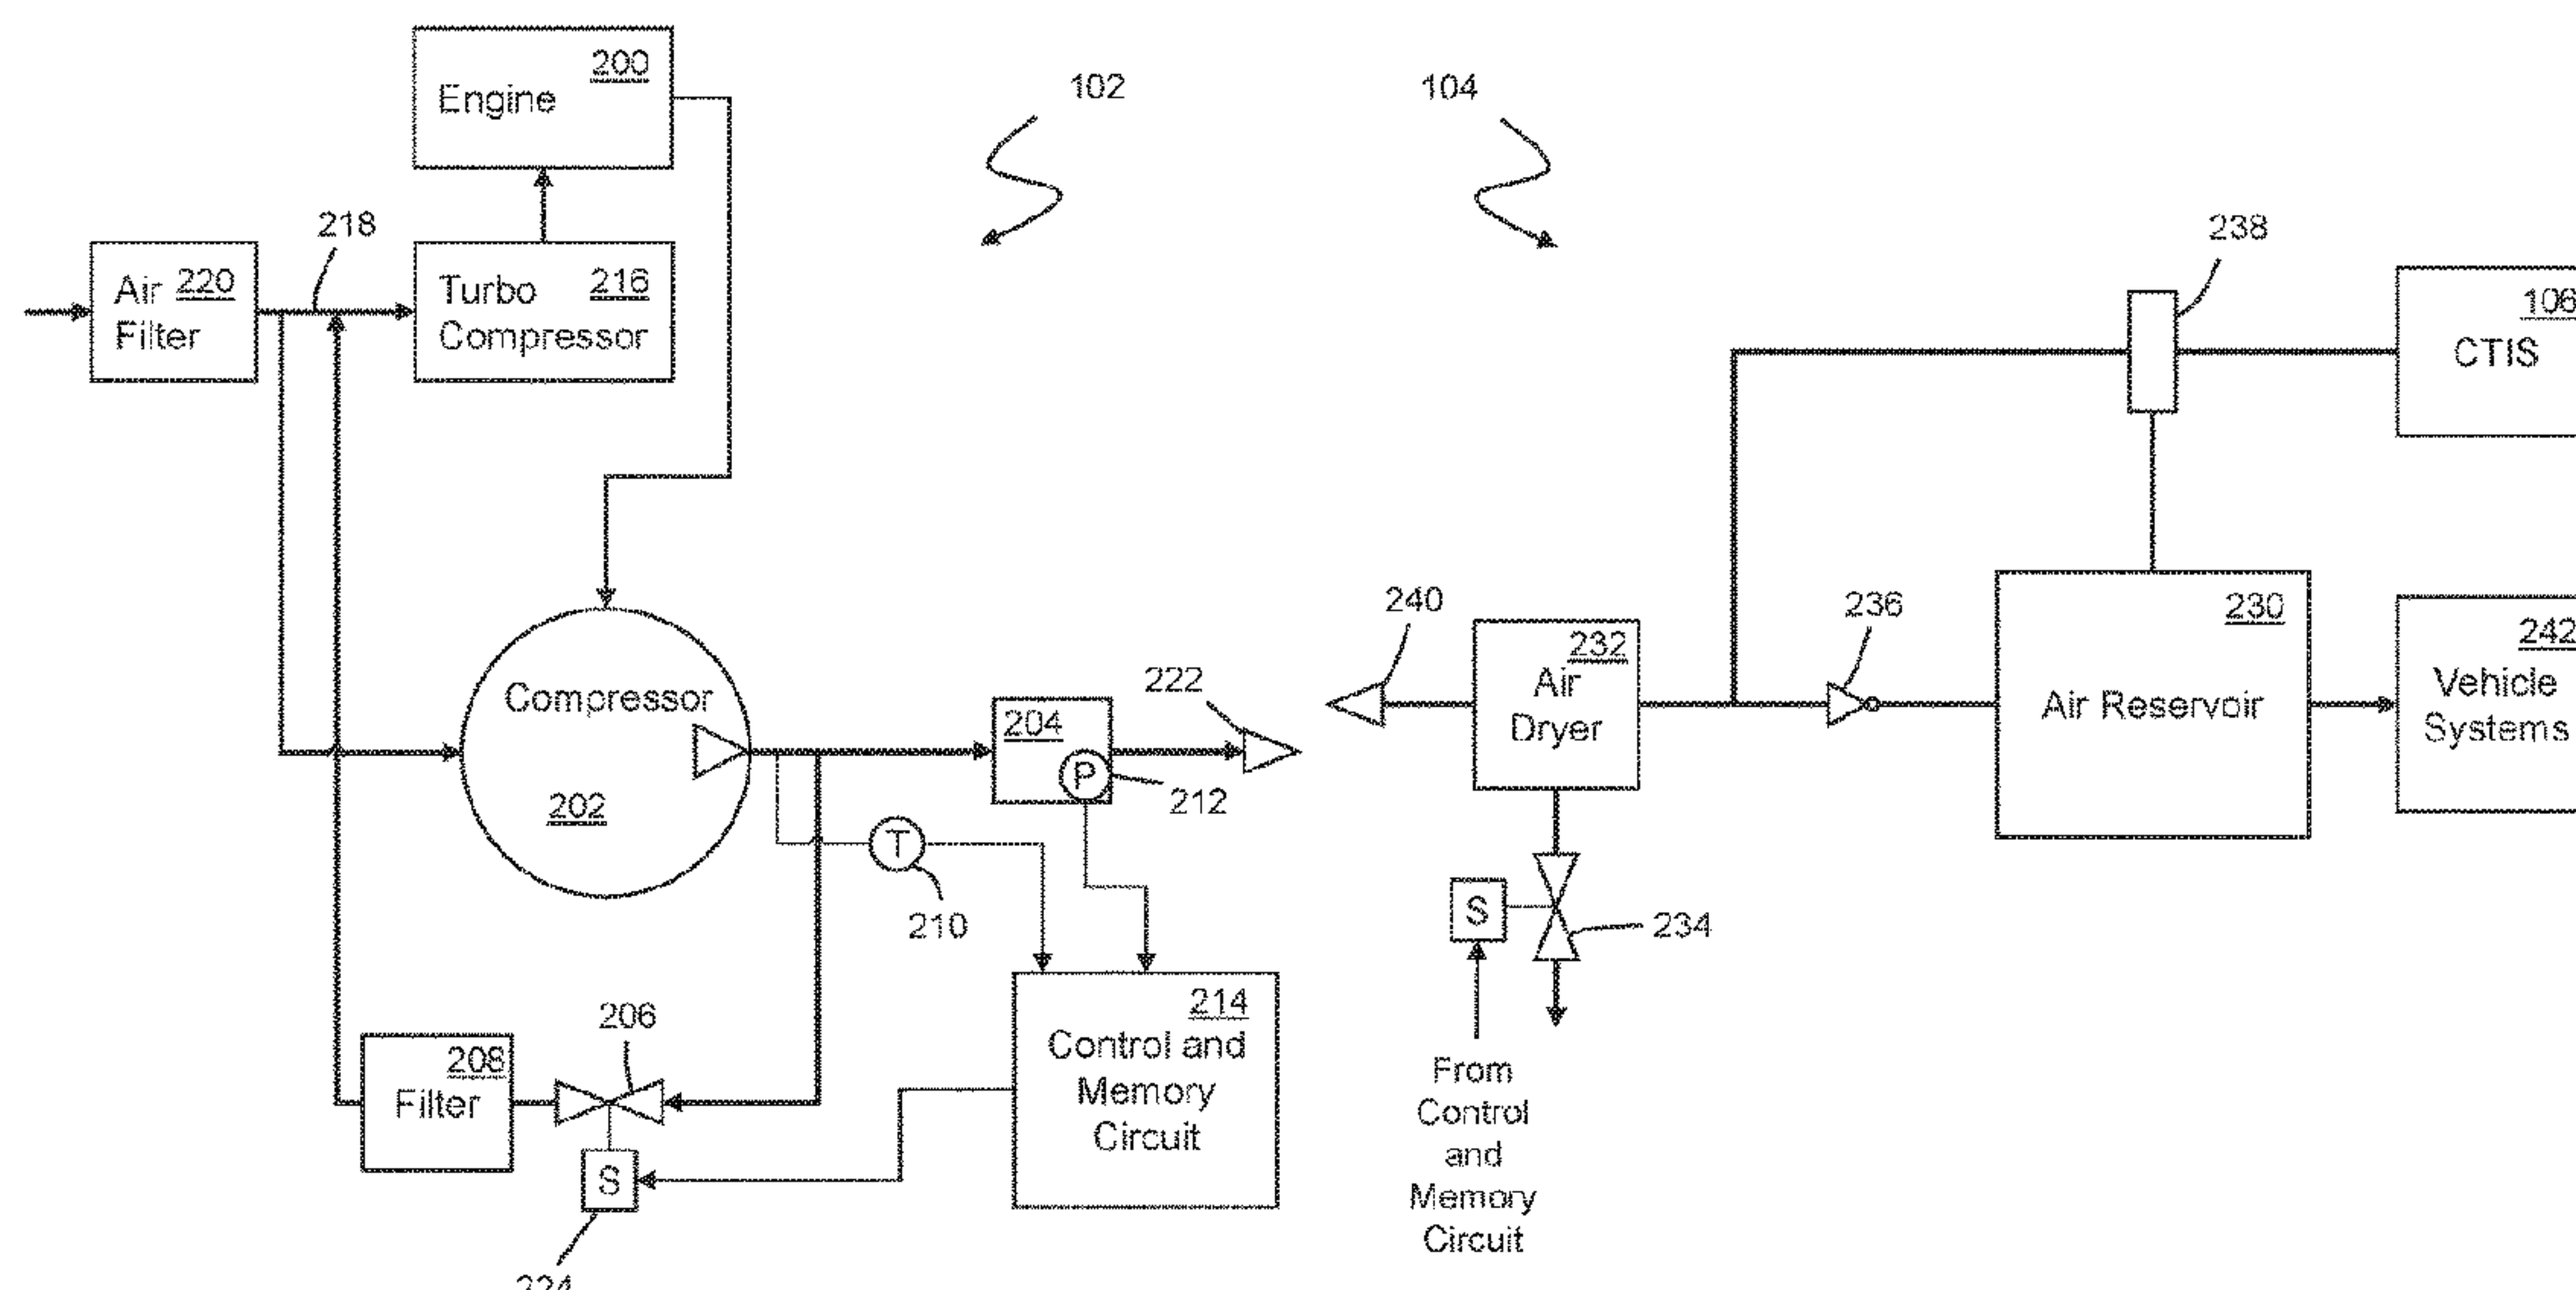 200
Engine
102
104
218
238
Air 220
Filter
Turbo 216
Compressor
106
CTIS
240
236
232
Air
Dryer
230
Air Reservoir
242
Vehicle
Systems
Compressor
202
222
204
P
212
T
210
S
234
206
208
Filter
214
Control and
Memory
Circuit
S
From
Control
and
Memory
Circuit
224